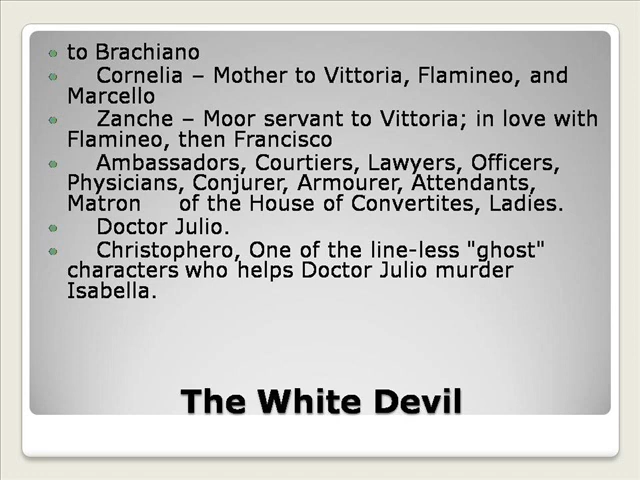 to Brachiano
Cornelia – Mother to Vittoria, Flamineo, and
Marcello
Zanche – Moor servant to Vittoria; in love with
Flamineo, then Francisco
Ambassadors, Courtiers, Lawyers, Officers,
Physicians, Conjurer, Armourer, Attendants,
Matron of the House of Convertites, Ladies.
Doctor Julio.
Christophero, One of the line-less "ghost"
characters who helps Doctor Julio murder
Isabella.
The White Devil